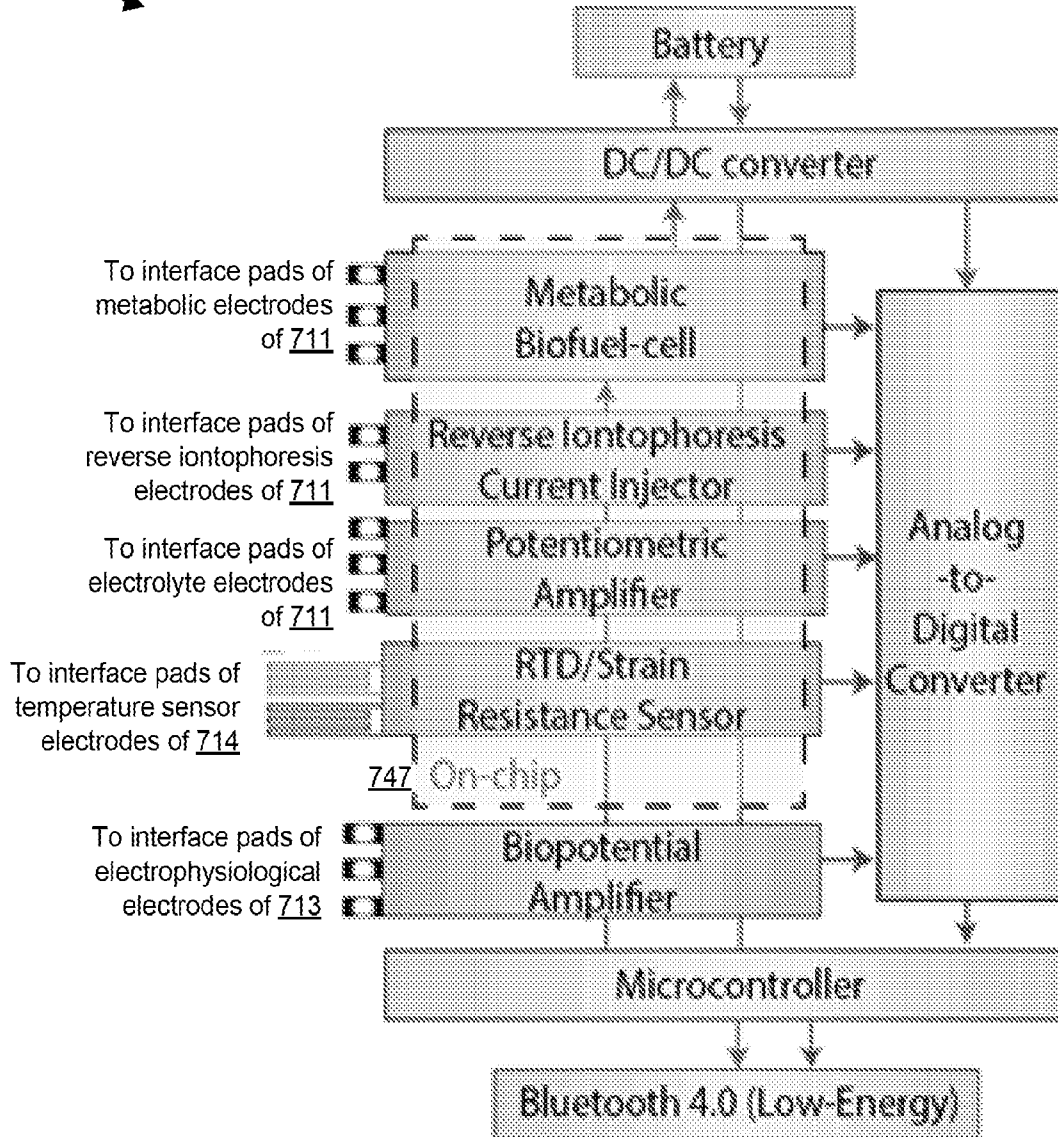 Battery
DC/DC converter
To interface pads of
metabolic electrodes
of 711
Metabolic
Biofuel-cell
To interface pads of
reverse iontophoresis
electrodes of 711
Reverse Iontophoresis
Current Injector
To interface pads of
electrolyte electrodes
of 711
Potentiometric
Amplifier
To interface pads of
temperature sensor
electrodes of 714
RTD/Strain
Resistance Sensor
747 On-chip
To interface pads of
electrophysiological
electrodes of 713
Biopotential
Amplifier
Analog
-to-
Digital
Converter
Microcontroller
Bluetooth 4.0 (Low-Energy)